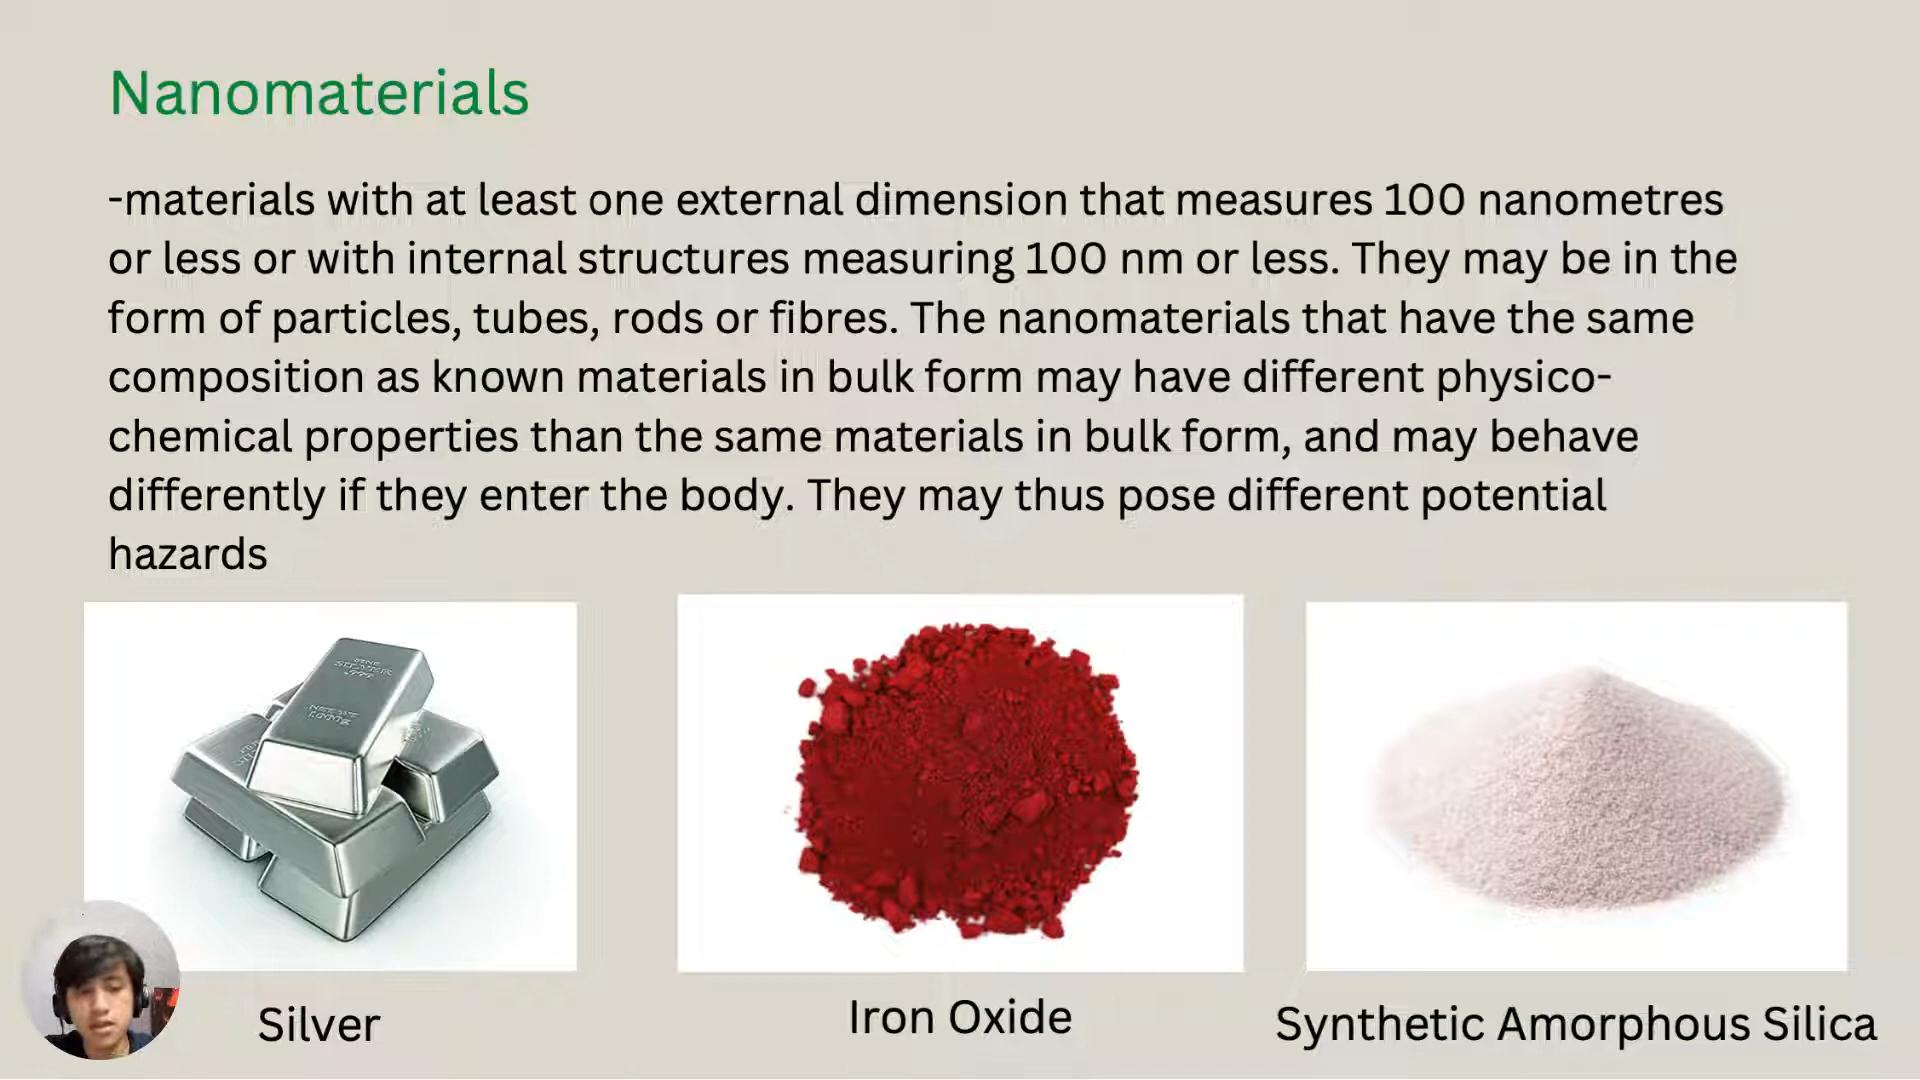 Nanomaterials
-materials with at least one external dimension that measures 100 nanometres
or less or with internal structures measuring 100 nm or less. They may be in the
form of particles, tubes, rods or fibres. The nanomaterials that have the same
composition as known materials in bulk form may have different physico-
chemical properties than the same materials in bulk form, and may behave
differently if they enter the body. They may thus pose different potential
hazards
Silver
Iron Oxide
Synthetic Amorphous Silica